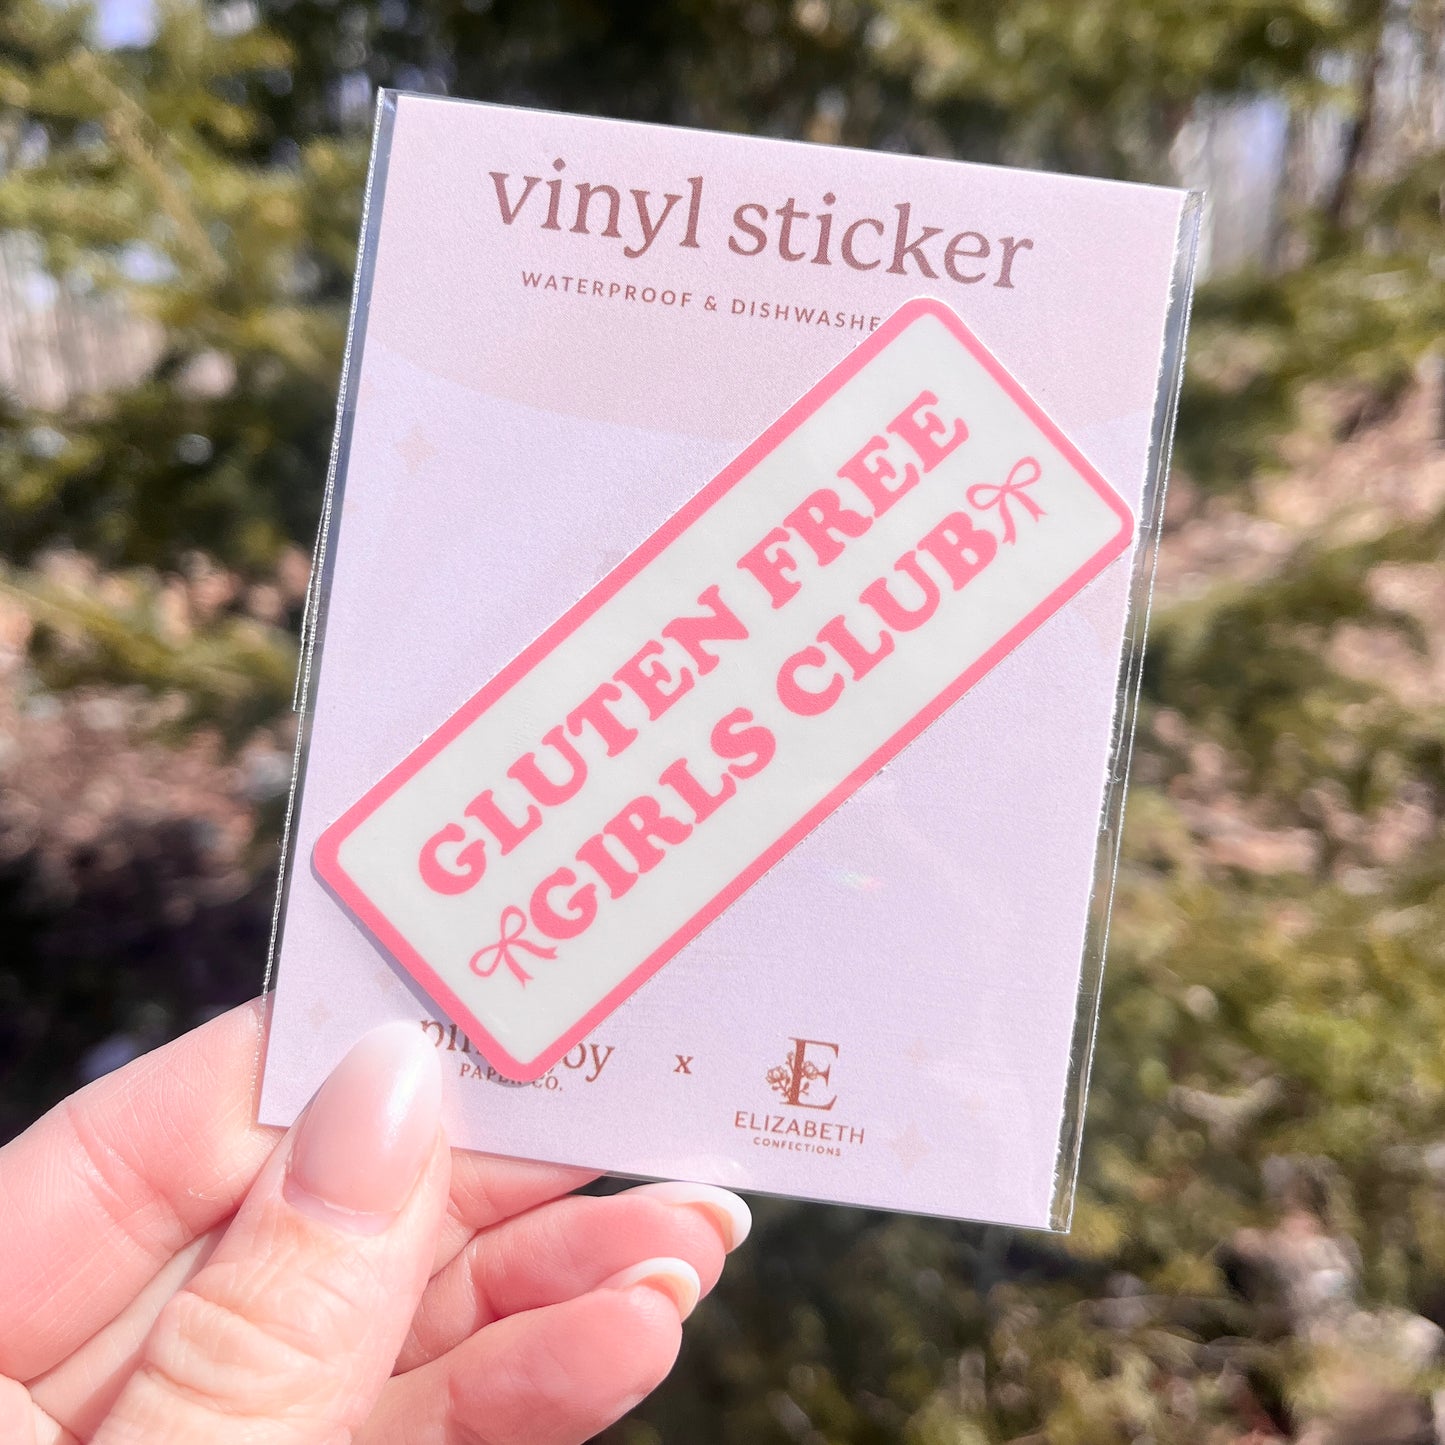 vinyl sticker
WATERPROOF & DISHWASHE
GLUTEN FREE
GIRLS CLUB
PAPER CO.
x
E
ELIZABETH
CONFECTIONS